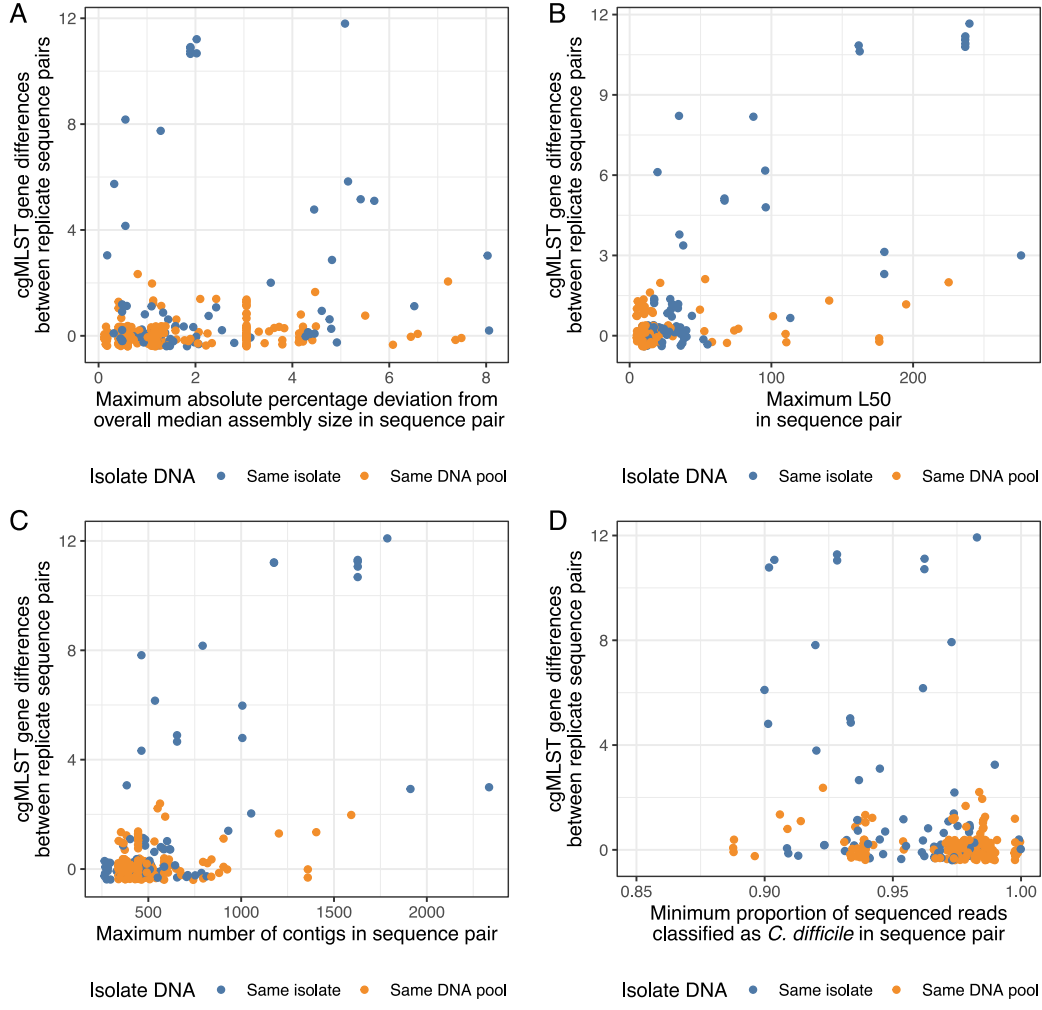 A
cgMLST gene differences
between replicate sequence pairs
12
8
4
0
0
2
4
6
8
Maximum absolute percentage deviation from
overall median assembly size in sequence pair
Isolate DNA Same isolate Same DNA pool
B
cgMLST gene differences
between replicate sequence pairs
12
9
6
3
0
0
100
200
Maximum L50
in sequence pair
Isolate DNA Same isolate Same DNA pool
C
cgMLST gene differences
between replicate sequence pairs
12
8
4
0
500
1000
1500
2000
Maximum number of contigs in sequence pair
Isolate DNA Same isolate Same DNA pool
D
cgMLST gene differences
between replicate sequence pairs
12
8
4
0
0.85
0.90
0.95
1.00
Minimum proportion of sequenced reads
classified as C. difficile in sequence pair
Isolate DNA Same isolate Same DNA pool